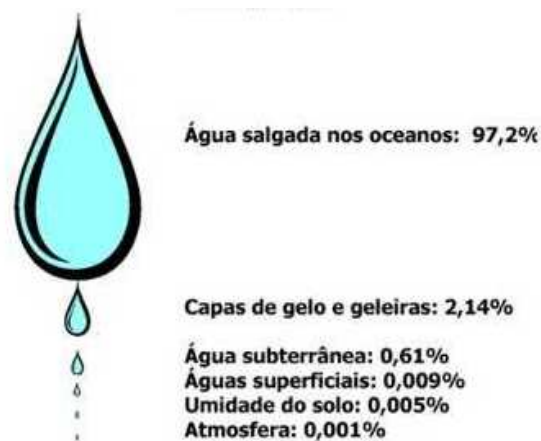 Água salgada nos oceanos: 97,2%
Capas de gelo e geleiras: 2,14%
Água subterrânea: 0,61%
Águas superficiais: 0,009%
Umidade do solo: 0,005%
Atmosfera: 0,001%